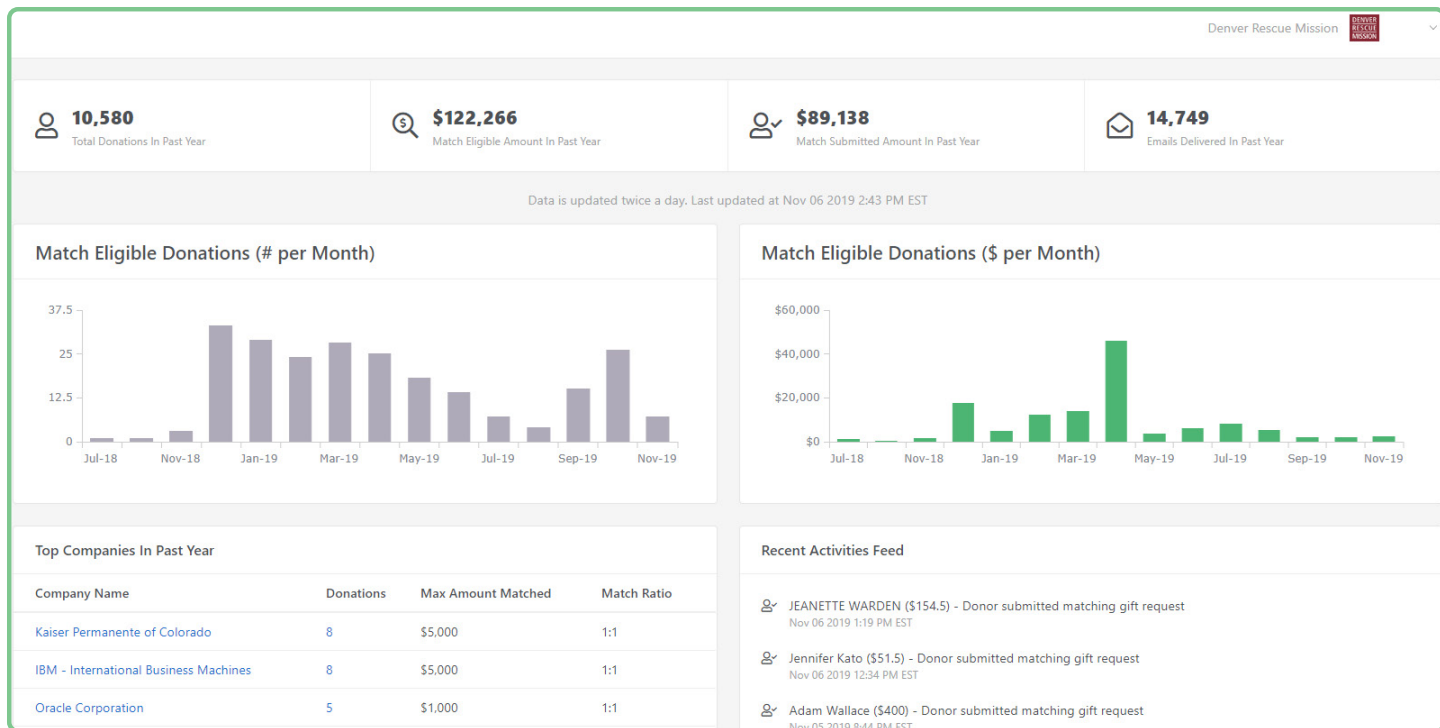 Denver Rescue Mission
DENVER
RESCUE
MISSION
10,580
Total Donations In Past Year
$122,266
Match Eligible Amount In Past Year
$89,138
Match Submitted Amount In Past Year
14,749
Emails Delivered In Past Year
Data is updated twice a day. Last updated at Nov 06 2019 2:43 PM EST
Match Eligible Donations (# per Month)
37.5
25
12.5
0
Jul-18 Nov-18 Jan-19 Mar-19 May-19 Jul-19 Sep-19 Nov-19
Match Eligible Donations ($ per Month)
$60,000
$40,000
$20,000
$0
Jul-18 Nov-18 Jan-19 Mar-19 May-19 Jul-19 Sep-19 Nov-19
Top Companies In Past Year
Company Name Donations Max Amount Matched Match Ratio
Kaiser Permanente of Colorado 8 $5,000 1:1
IBM - International Business Machines 8 $5,000 1:1
Oracle Corporation 5 $1,000 1:1
Recent Activities Feed
JEANETTE WARDEN ($154.5) - Donor submitted matching gift request
Nov 06 2019 1:19 PM EST
Jennifer Kato ($51.5) - Donor submitted matching gift request
Nov 06 2019 12:34 PM EST
Adam Wallace ($400) - Donor submitted matching gift request
Nov 05 2019 8:44 PM EST